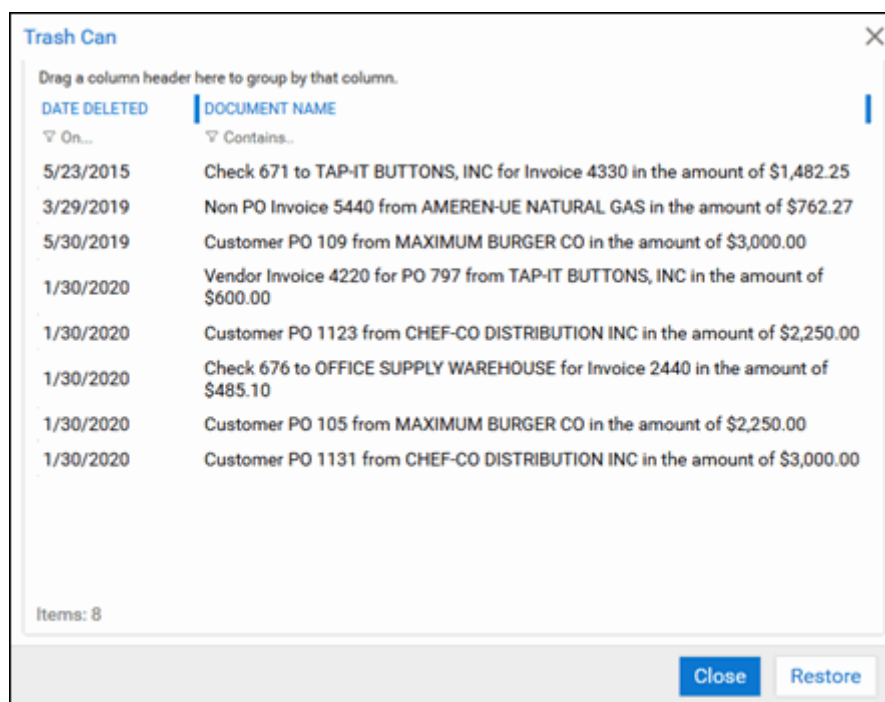 Trash Can
Drag a column header here to group by that column.
DATE DELETED DOCUMENT NAME
On... Contains..
5/23/2015 Check 671 to TAP-IT BUTTONS, INC for Invoice 4330 in the amount of $1,482.25
3/29/2019 Non PO Invoice 5440 from AMEREN-UE NATURAL GAS in the amount of $762.27
5/30/2019 Customer PO 109 from MAXIMUM BURGER CO in the amount of $3,000.00
1/30/2020 Vendor Invoice 4220 for PO 797 from TAP-IT BUTTONS, INC in the amount of
$600.00
1/30/2020 Customer PO 1123 from CHEF-CO DISTRIBUTION INC in the amount of $2,250.00
1/30/2020 Check 676 to OFFICE SUPPLY WAREHOUSE for Invoice 2440 in the amount of
$485.10
1/30/2020 Customer PO 105 from MAXIMUM BURGER CO in the amount of $2,250.00
1/30/2020 Customer PO 1131 from CHEF-CO DISTRIBUTION INC in the amount of $3,000.00
Items: 8
Close Restore